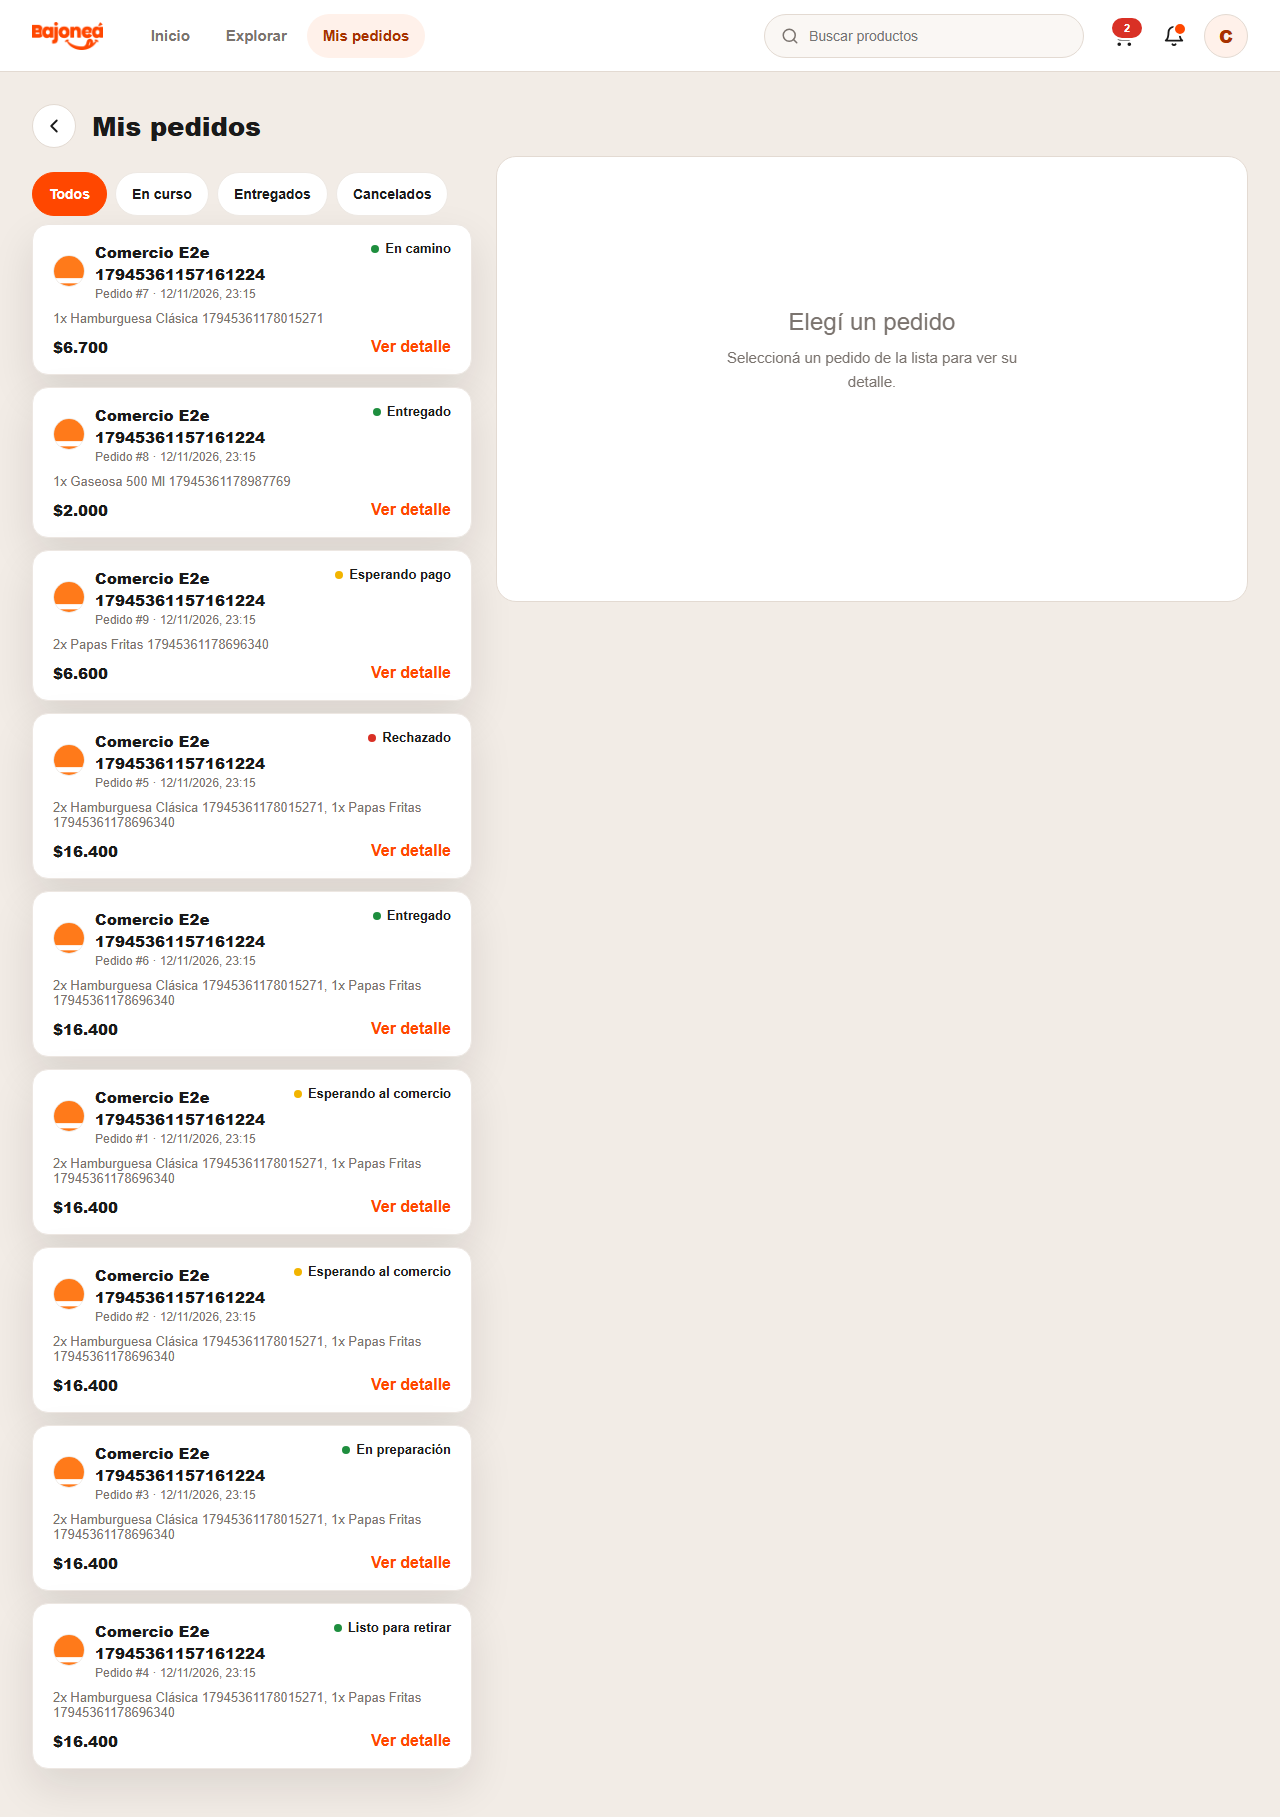 Bajoneá
Inicio
Explorar
Mis pedidos
Buscar productos
2
C
Mis pedidos
Todos
En curso
Entregados
Cancelados
Comercio E2e
17945361157161224
En camino
Pedido #7 · 12/11/2026, 23:15
1x Hamburguesa Clásica 17945361178015271
$6.700
Ver detalle
Comercio E2e
17945361157161224
Entregado
Pedido #8 · 12/11/2026, 23:15
1x Gaseosa 500 Ml 17945361178987769
$2.000
Ver detalle
Comercio E2e
17945361157161224
Esperando pago
Pedido #9 · 12/11/2026, 23:15
2x Papas Fritas 17945361178696340
$6.600
Ver detalle
Comercio E2e
17945361157161224
Rechazado
Pedido #5 · 12/11/2026, 23:15
2x Hamburguesa Clásica 17945361178015271, 1x Papas Fritas
17945361178696340
$16.400
Ver detalle
Comercio E2e
17945361157161224
Entregado
Pedido #6 · 12/11/2026, 23:15
2x Hamburguesa Clásica 17945361178015271, 1x Papas Fritas
17945361178696340
$16.400
Ver detalle
Comercio E2e
17945361157161224
Esperando al comercio
Pedido #1 · 12/11/2026, 23:15
2x Hamburguesa Clásica 17945361178015271, 1x Papas Fritas
17945361178696340
$16.400
Ver detalle
Comercio E2e
17945361157161224
Esperando al comercio
Pedido #2 · 12/11/2026, 23:15
2x Hamburguesa Clásica 17945361178015271, 1x Papas Fritas
17945361178696340
$16.400
Ver detalle
Comercio E2e
17945361157161224
En preparación
Pedido #3 · 12/11/2026, 23:15
2x Hamburguesa Clásica 17945361178015271, 1x Papas Fritas
17945361178696340
$16.400
Ver detalle
Comercio E2e
17945361157161224
Listo para retirar
Pedido #4 · 12/11/2026, 23:15
2x Hamburguesa Clásica 17945361178015271, 1x Papas Fritas
17945361178696340
$16.400
Ver detalle
Elegí un pedido
Seleccioná un pedido de la lista para ver su
detalle.